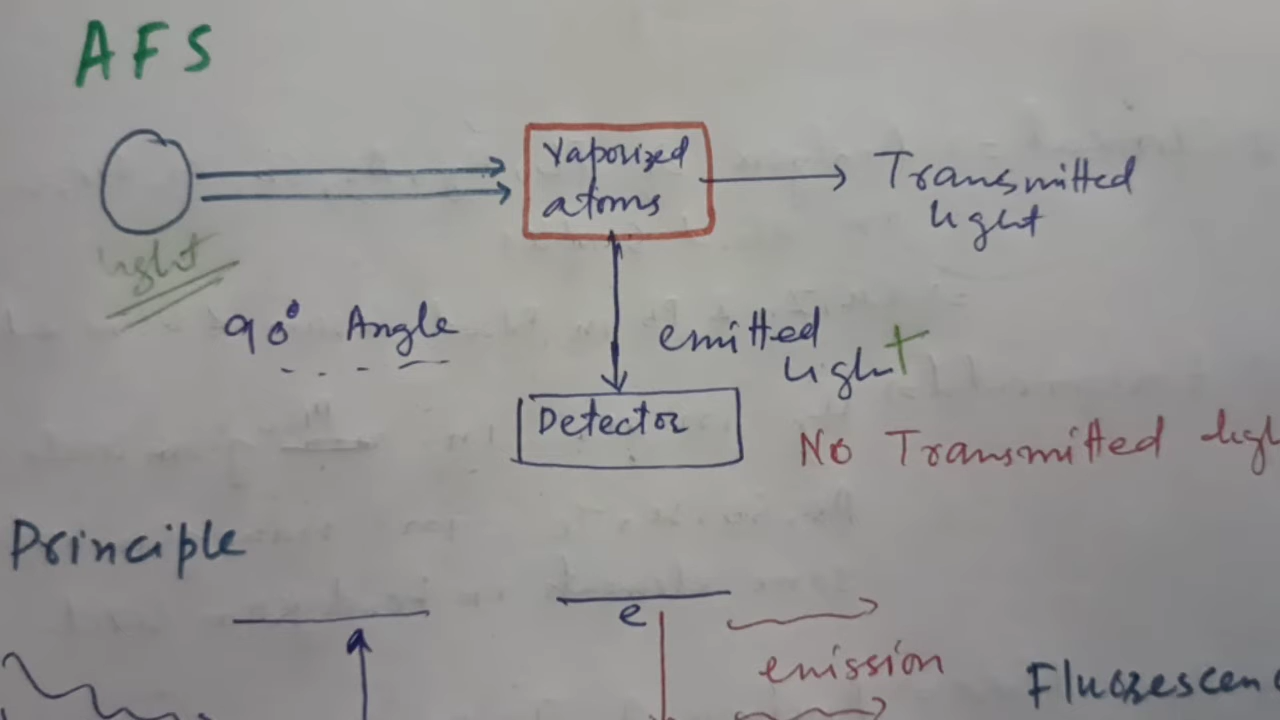 AFS
Vaporized
atoms
Transmitted
light
light
90° Angle
emitted
light
Detector
No Transmitted
Principle
e
emission